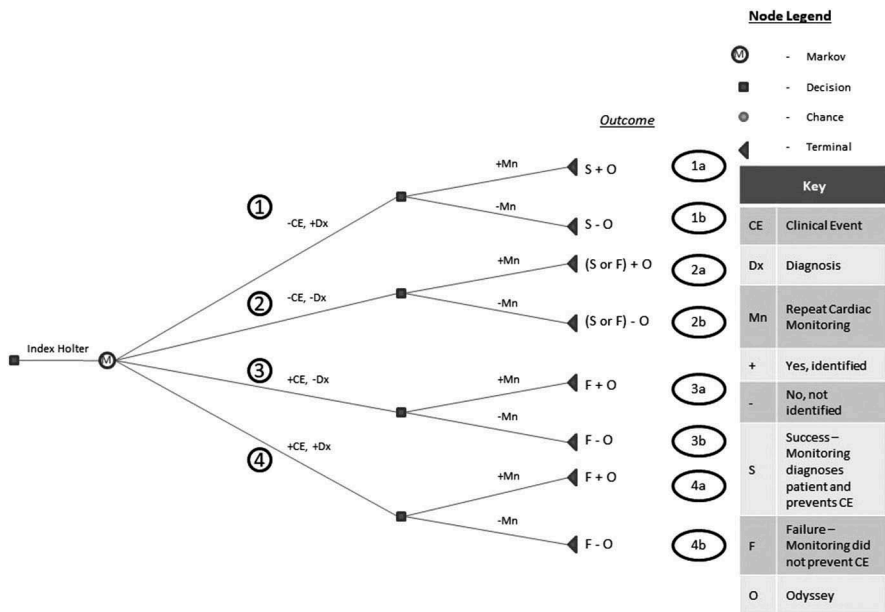 Node Legend
M - Markov
- Decision
- Chance
- Terminal
Outcome
+Mn
S + O
1a
1
-CE, +Dx
-Mn
S - O
1b
+Mn
(S or F) + O
2a
2
-CE, -Dx
-Mn
(S or F) - O
2b
Index Holter
M
3
+CE, -Dx
+Mn
F + O
3a
-Mn
F - O
3b
4
+CE, +Dx
+Mn
F + O
4a
-Mn
F - O
4b
Key
CE Clinical Event
Dx Diagnosis
Mn Repeat Cardiac
Monitoring
+ Yes, identified
- No, not
identified
S Success –
Monitoring
diagnoses
patient and
prevents CE
F Failure –
Monitoring did
not prevent CE
O Odyssey